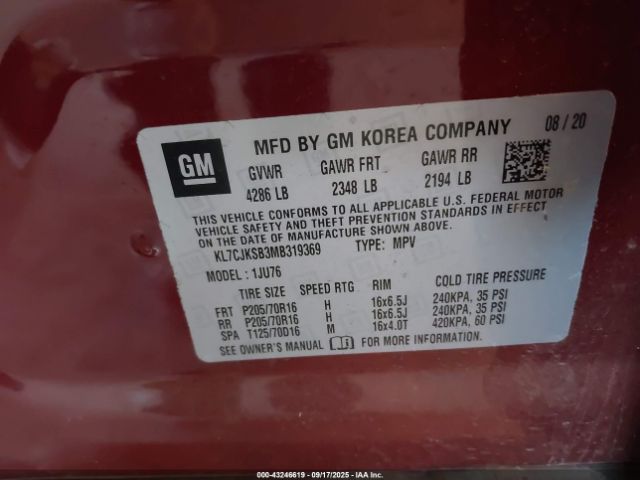 GM
MFD BY GM KOREA COMPANY 08 / 20
GVWR GAWR FRT GAWR RR
4286 LB 2348 LB 2194 LB
THIS VEHICLE CONFORMS TO ALL APPLICABLE U.S. FEDERAL MOTOR
VEHICLE SAFETY AND THEFT PREVENTION STANDARDS IN EFFECT
ON THE DATE OF MANUFACTURE SHOWN ABOVE.
KL7CJKSB3MB319369 TYPE: MPV
MODEL : 1JU76
TIRE SIZE SPEED RTG RIM COLD TIRE PRESSURE
FRT P205/70R16 H 16x6.5J 240KPA, 35 PSI
RR P205/70R16 H 16x6.5J 240KPA, 35 PSI
SPA T125/70D16 M 16x4.0T 420KPA, 60 PSI
SEE OWNER'S MANUAL FOR MORE INFORMATION.
000-43246619 - 09/17/2025 - IAA Inc.